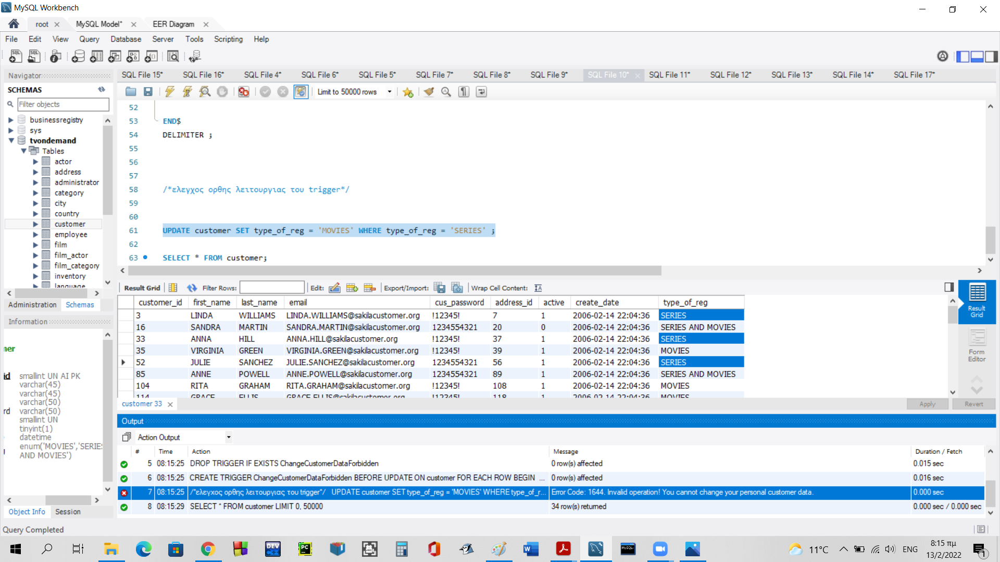 MySQL Workbench
root MySQL Model* EER Diagram
File Edit View Query Database Server Tools Scripting Help
Navigator
SQL File 15* SQL File 16* SQL File 4* SQL File 6* SQL File 5* SQL File 7* SQL File 8* SQL File 9* SQL File 10* SQL File 11* SQL File 12* SQL File 13* SQL File 14* SQL File 17*
SCHEMAS
Limit to 50000 rows
Filter objects
businessregistry
sys
tvondemand
Tables
actor
address
administrator
category
city
country
customer
employee
film
film_actor
film_category
inventory
language
52
53 END$
54 DELIMITER ;
55
56
57
58 /*ελεγχος ορθης λειτουργιας του trigger*/
59
60
61 UPDATE customer SET type_of_reg = 'MOVIES' WHERE type_of_reg = 'SERIES' ;
62
63 SELECT * FROM customer;
Administration Schemas
Information
mer
id smallint UN AI PK
varchar(45)
varchar(45)
varchar(50)
rd varchar(50)
smallint UN
tinyint(1)
datetime
enum('MOVIES','SERIE
AND MOVIES')
Object Info Session
Result Grid Filter Rows: Edit: Export/Import: Wrap Cell Content:
customer_id first_name last_name email cus_password address_id active create_date type_of_reg
3 LINDA WILLIAMS LINDA.WILLIAMS@sakilacustomer.org !12345! 7 1 2006-02-14 22:04:36 SERIES
16 SANDRA MARTIN SANDRA.MARTIN@sakilacustomer.org 1234554321 20 0 2006-02-14 22:04:36 SERIES AND MOVIES
33 ANNA HILL ANNA.HILL@sakilacustomer.org !12345! 37 1 2006-02-14 22:04:36 SERIES
35 VIRGINIA GREEN VIRGINIA.GREEN@sakilacustomer.org !12345! 39 1 2006-02-14 22:04:36 MOVIES
52 JULIE SANCHEZ JULIE.SANCHEZ@sakilacustomer.org 1234554321 56 1 2006-02-14 22:04:36 SERIES
85 ANNE POWELL ANNE.POWELL@sakilacustomer.org 1234554321 89 1 2006-02-14 22:04:36 SERIES AND MOVIES
104 RITA GRAHAM RITA.GRAHAM@sakilacustomer.org !12345! 108 1 2006-02-14 22:04:36 MOVIES
114 GRACE ELLIS GRACE.ELLIS@sakilacustomer.org !12345! 118 1 2006-02-14 22:04:36 MOVIES
Result Grid
Form Editor
customer 33
Apply Revert
Output
Action Output
# Time Action Message Duration / Fetch
5 08:15:25 DROP TRIGGER IF EXISTS ChangeCustomerDataForbidden 0 row(s) affected 0.015 sec
6 08:15:25 CREATE TRIGGER ChangeCustomerDataForbidden BEFORE UPDATE ON customer FOR EACH ROW BEGIN ... 0 row(s) affected 0.016 sec
7 08:15:25 /*ελεγχος ορθης λειτουργιας του trigger*/ UPDATE customer SET type_of_reg = 'MOVIES' WHERE type_of_r... Error Code: 1644. Invalid operation! You cannot change your personal customer data. 0.000 sec
8 08:15:29 SELECT * FROM customer LIMIT 0, 50000 34 row(s) returned 0.000 sec / 0.000 sec
Query Completed
11°C ENG 8:15 πμ
13/2/2022
1